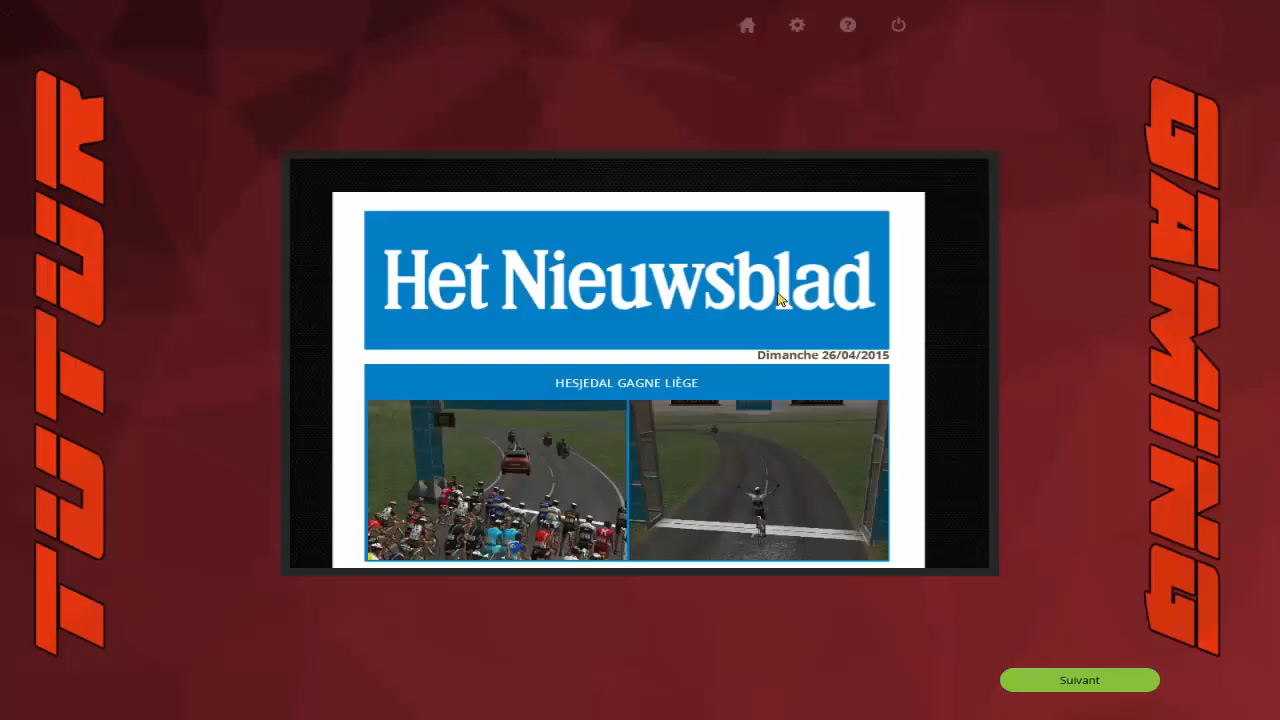 TUTUR
GAMING
Het Nieuwsblad
Dimanche 26/04/2015
HESJEDAL GAGNE LIÈGE
Suivant